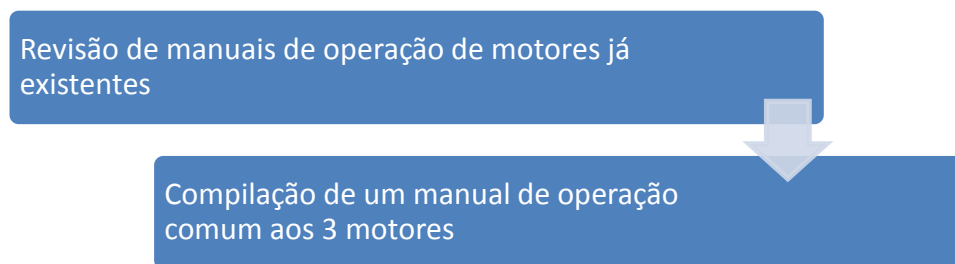 Revisão de manuais de operação de motores já
existentes
Compilação de um manual de operação
comum aos 3 motores